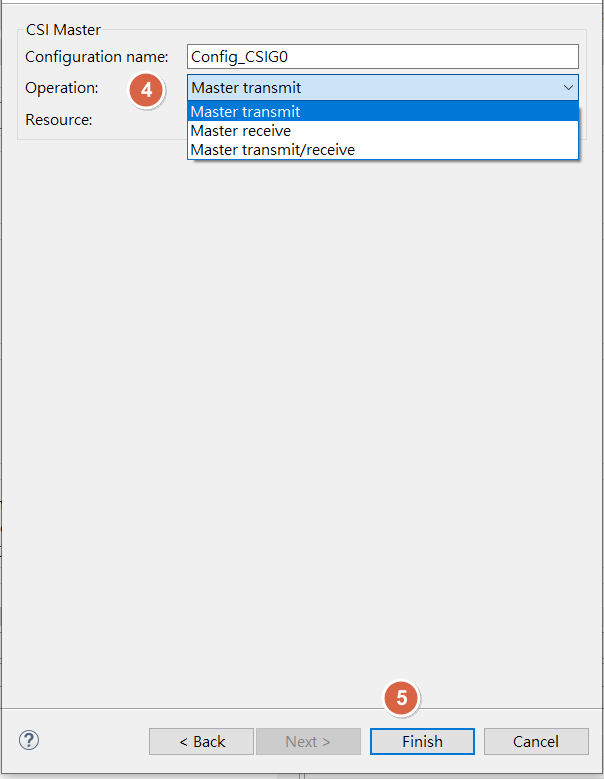 CSI Master
Configuration name: Config_CSIG0
Operation: 4 Master transmit
Master transmit
Resource: Master receive
Master transmit/receive
5
? < Back Next > Finish Cancel